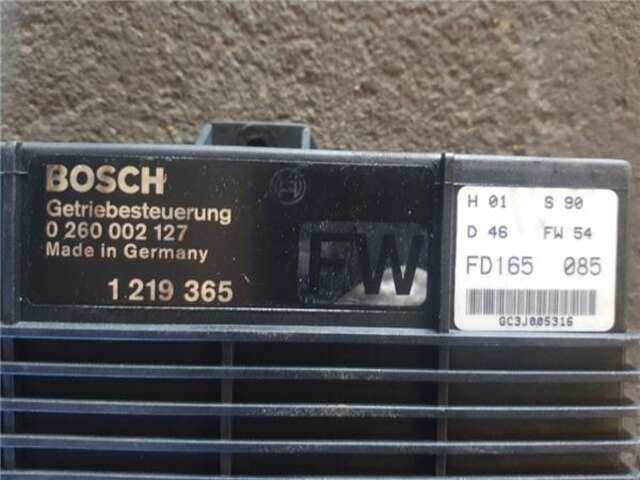 BOSCH
Getriebesteuerung
0 260 002 127
Made in Germany
1 219 365
FW
H 01 S 90
D 46 FW 54
FD165 085
GC3J005316